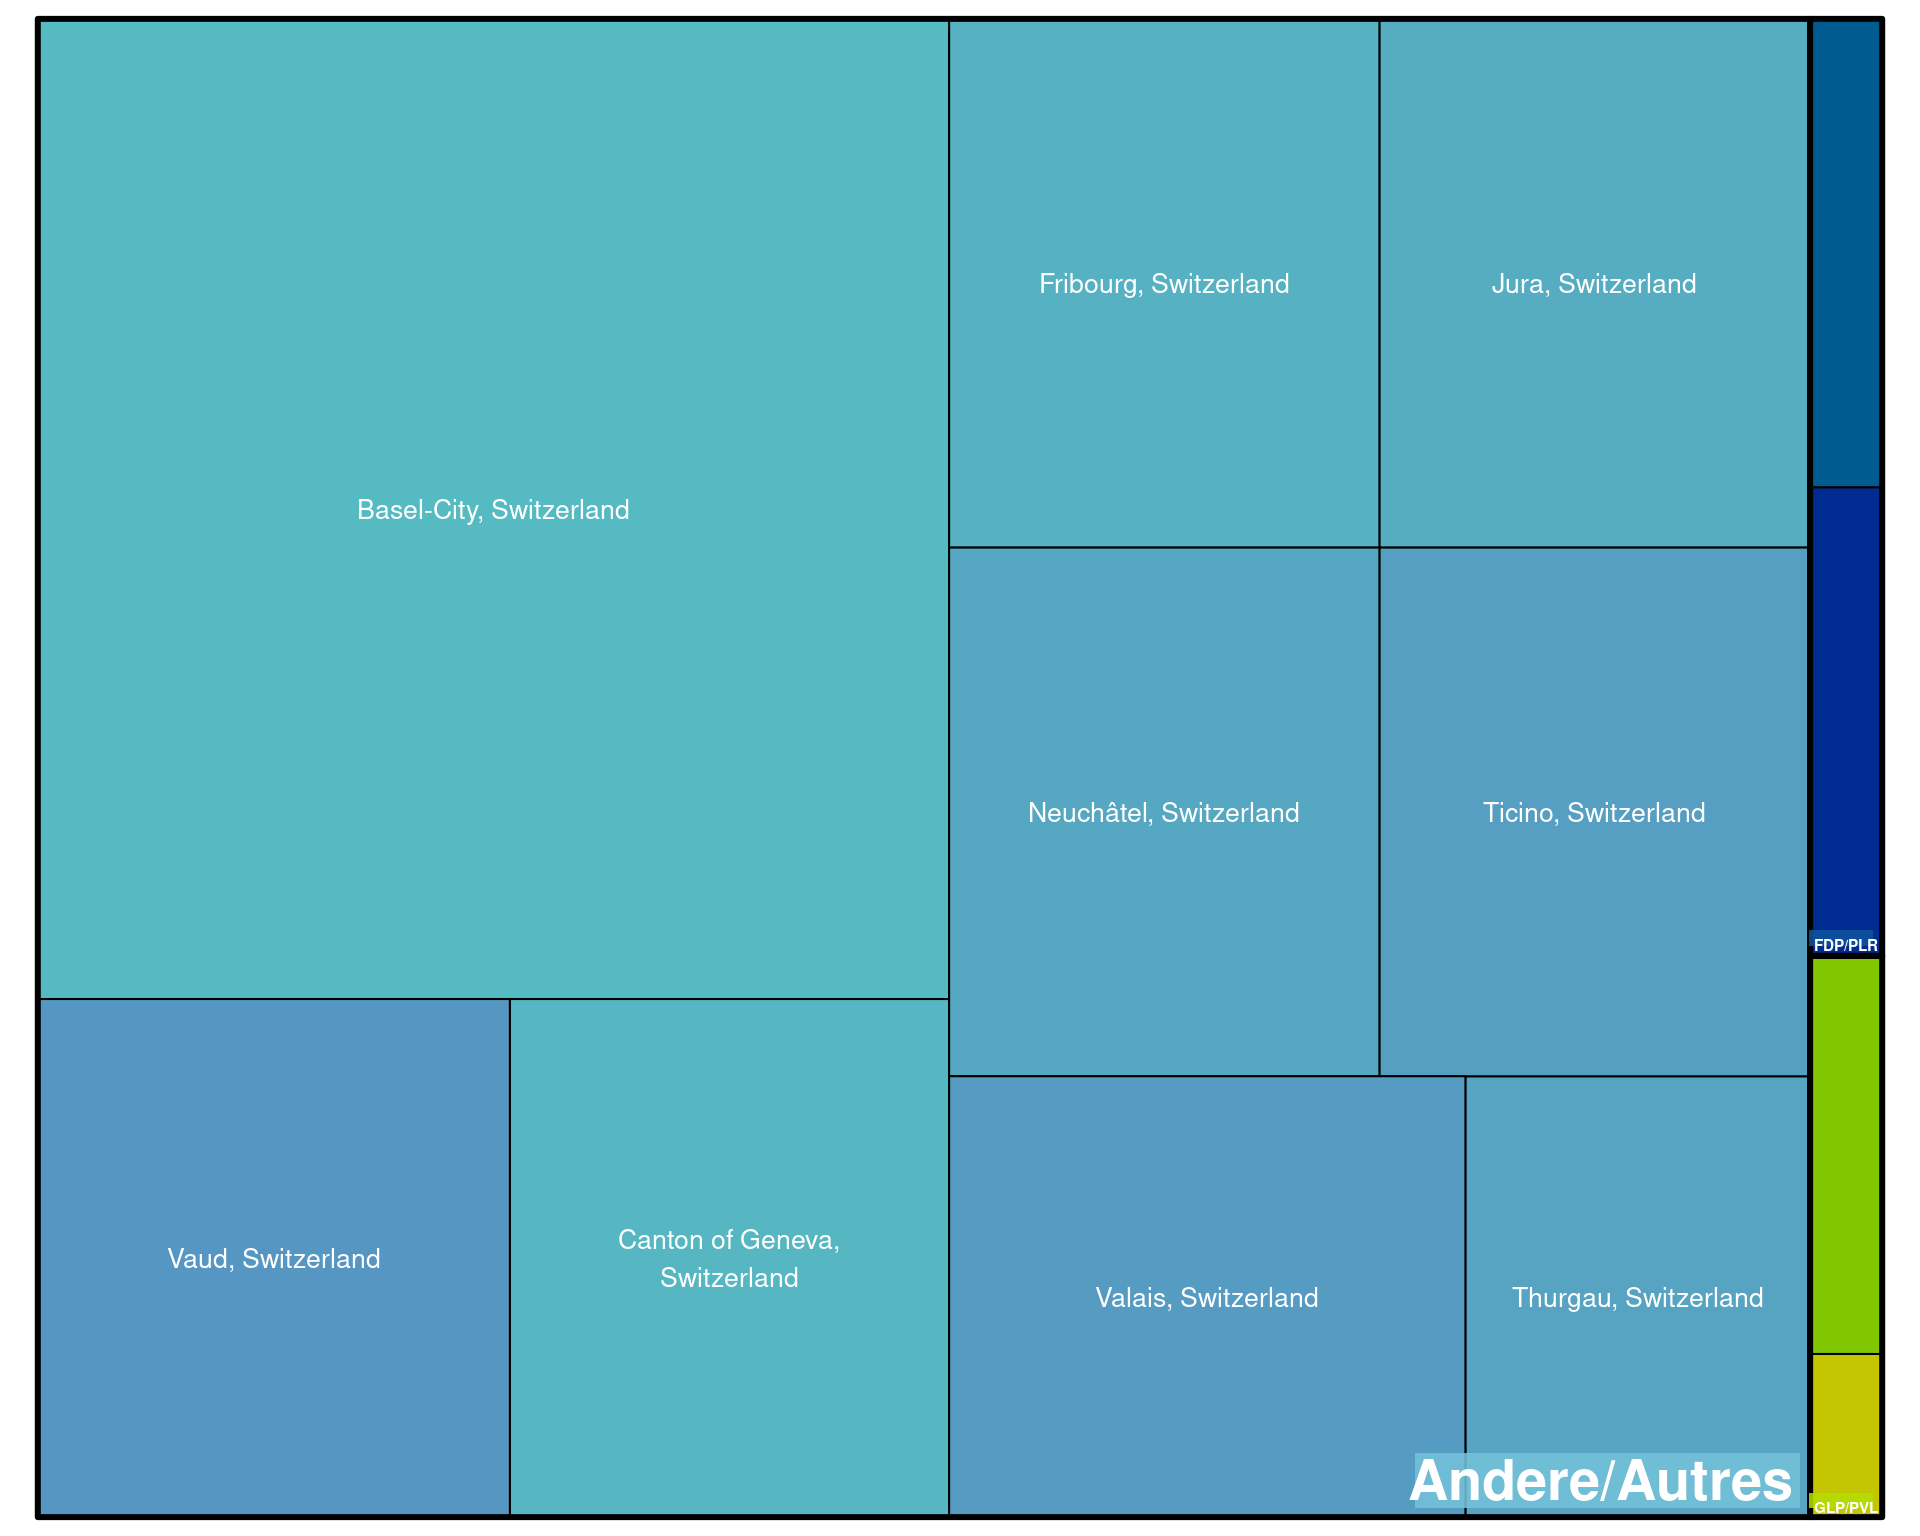 Basel-City, Switzerland
Fribourg, Switzerland
Jura, Switzerland
Neuchâtel, Switzerland
Ticino, Switzerland
Vaud, Switzerland
Canton of Geneva,
Switzerland
Valais, Switzerland
Thurgau, Switzerland
Andere/Autres
FDP/PLR
GLP/PVL